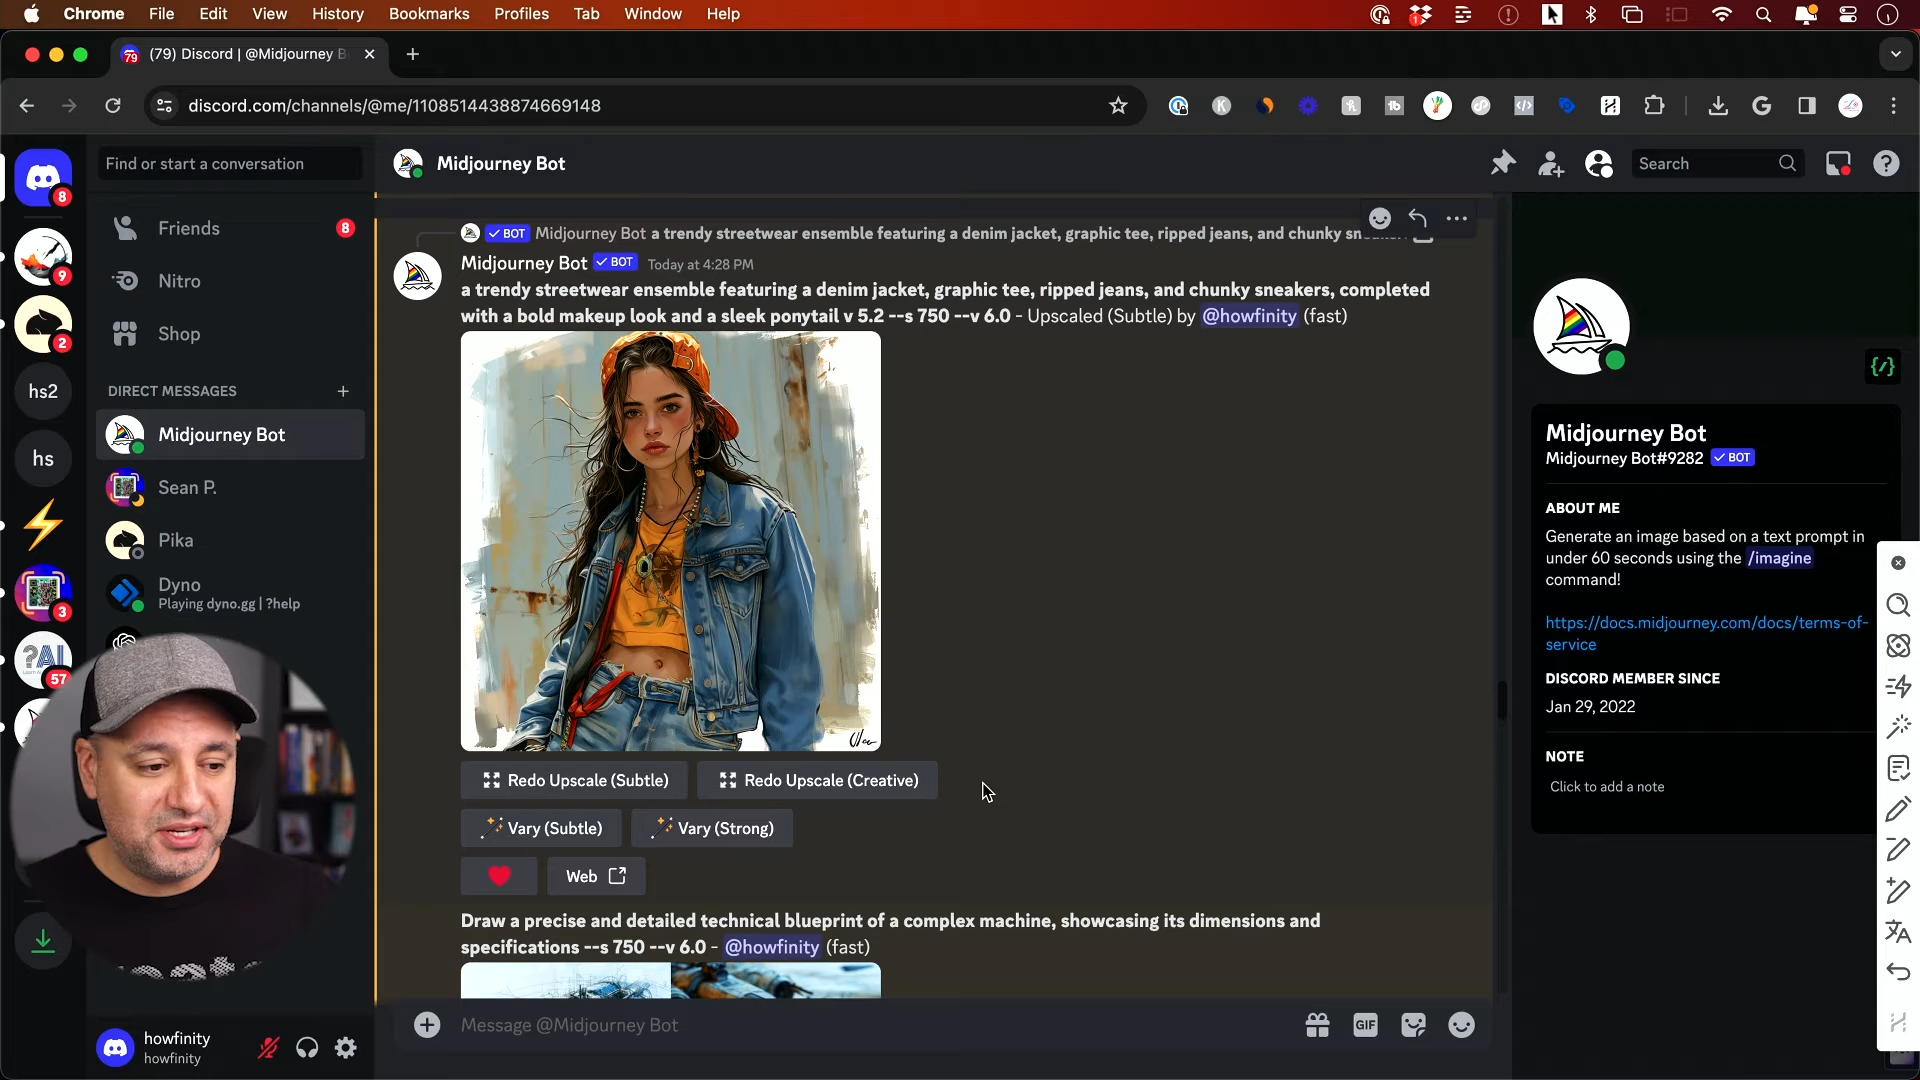 Chrome File Edit View History Bookmarks Profiles Tab Window Help
1
79 (79) Discord | @Midjourney B
discord.com/channels/@me/1108514438874669148
Find or start a conversation
Midjourney Bot
Search
8
9
2
hs2
hs
3
?AI
57
Friends 8
Nitro
Shop
DIRECT MESSAGES
Midjourney Bot
Sean P.
Pika
Dyno
Playing dyno.gg | ?help
howfinity
howfinity
BOT Midjourney Bot a trendy streetwear ensemble featuring a denim jacket, graphic tee, ripped jeans, and chunky
Midjourney Bot BOT Today at 4:28 PM
a trendy streetwear ensemble featuring a denim jacket, graphic tee, ripped jeans, and chunky sneakers, completed
with a bold makeup look and a sleek ponytail v 5.2 --s 750 --v 6.0 - Upscaled (Subtle) by @howfinity (fast)
Redo Upscale (Subtle) Redo Upscale (Creative)
Vary (Subtle) Vary (Strong)
Web
Draw a precise and detailed technical blueprint of a complex machine, showcasing its dimensions and
specifications --s 750 --v 6.0 - @howfinity (fast)
Message @Midjourney Bot
GIF
Midjourney Bot
Midjourney Bot#9282 BOT
ABOUT ME
Generate an image based on a text prompt in
under 60 seconds using the /imagine
command!
https://docs.midjourney.com/docs/terms-of-
service
DISCORD MEMBER SINCE
Jan 29, 2022
NOTE
Click to add a note